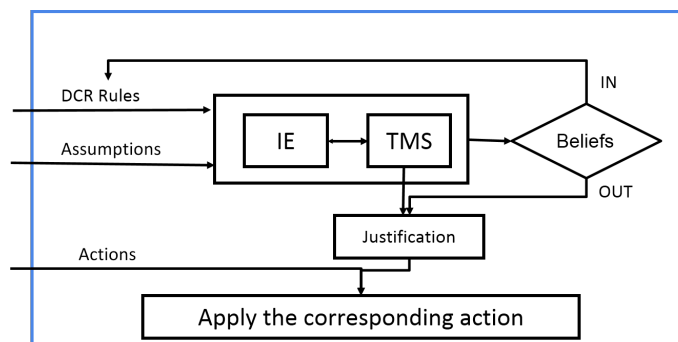 IN
DCR Rules
IE
TMS
Beliefs
Assumptions
OUT
Justification
Actions
Apply the corresponding action